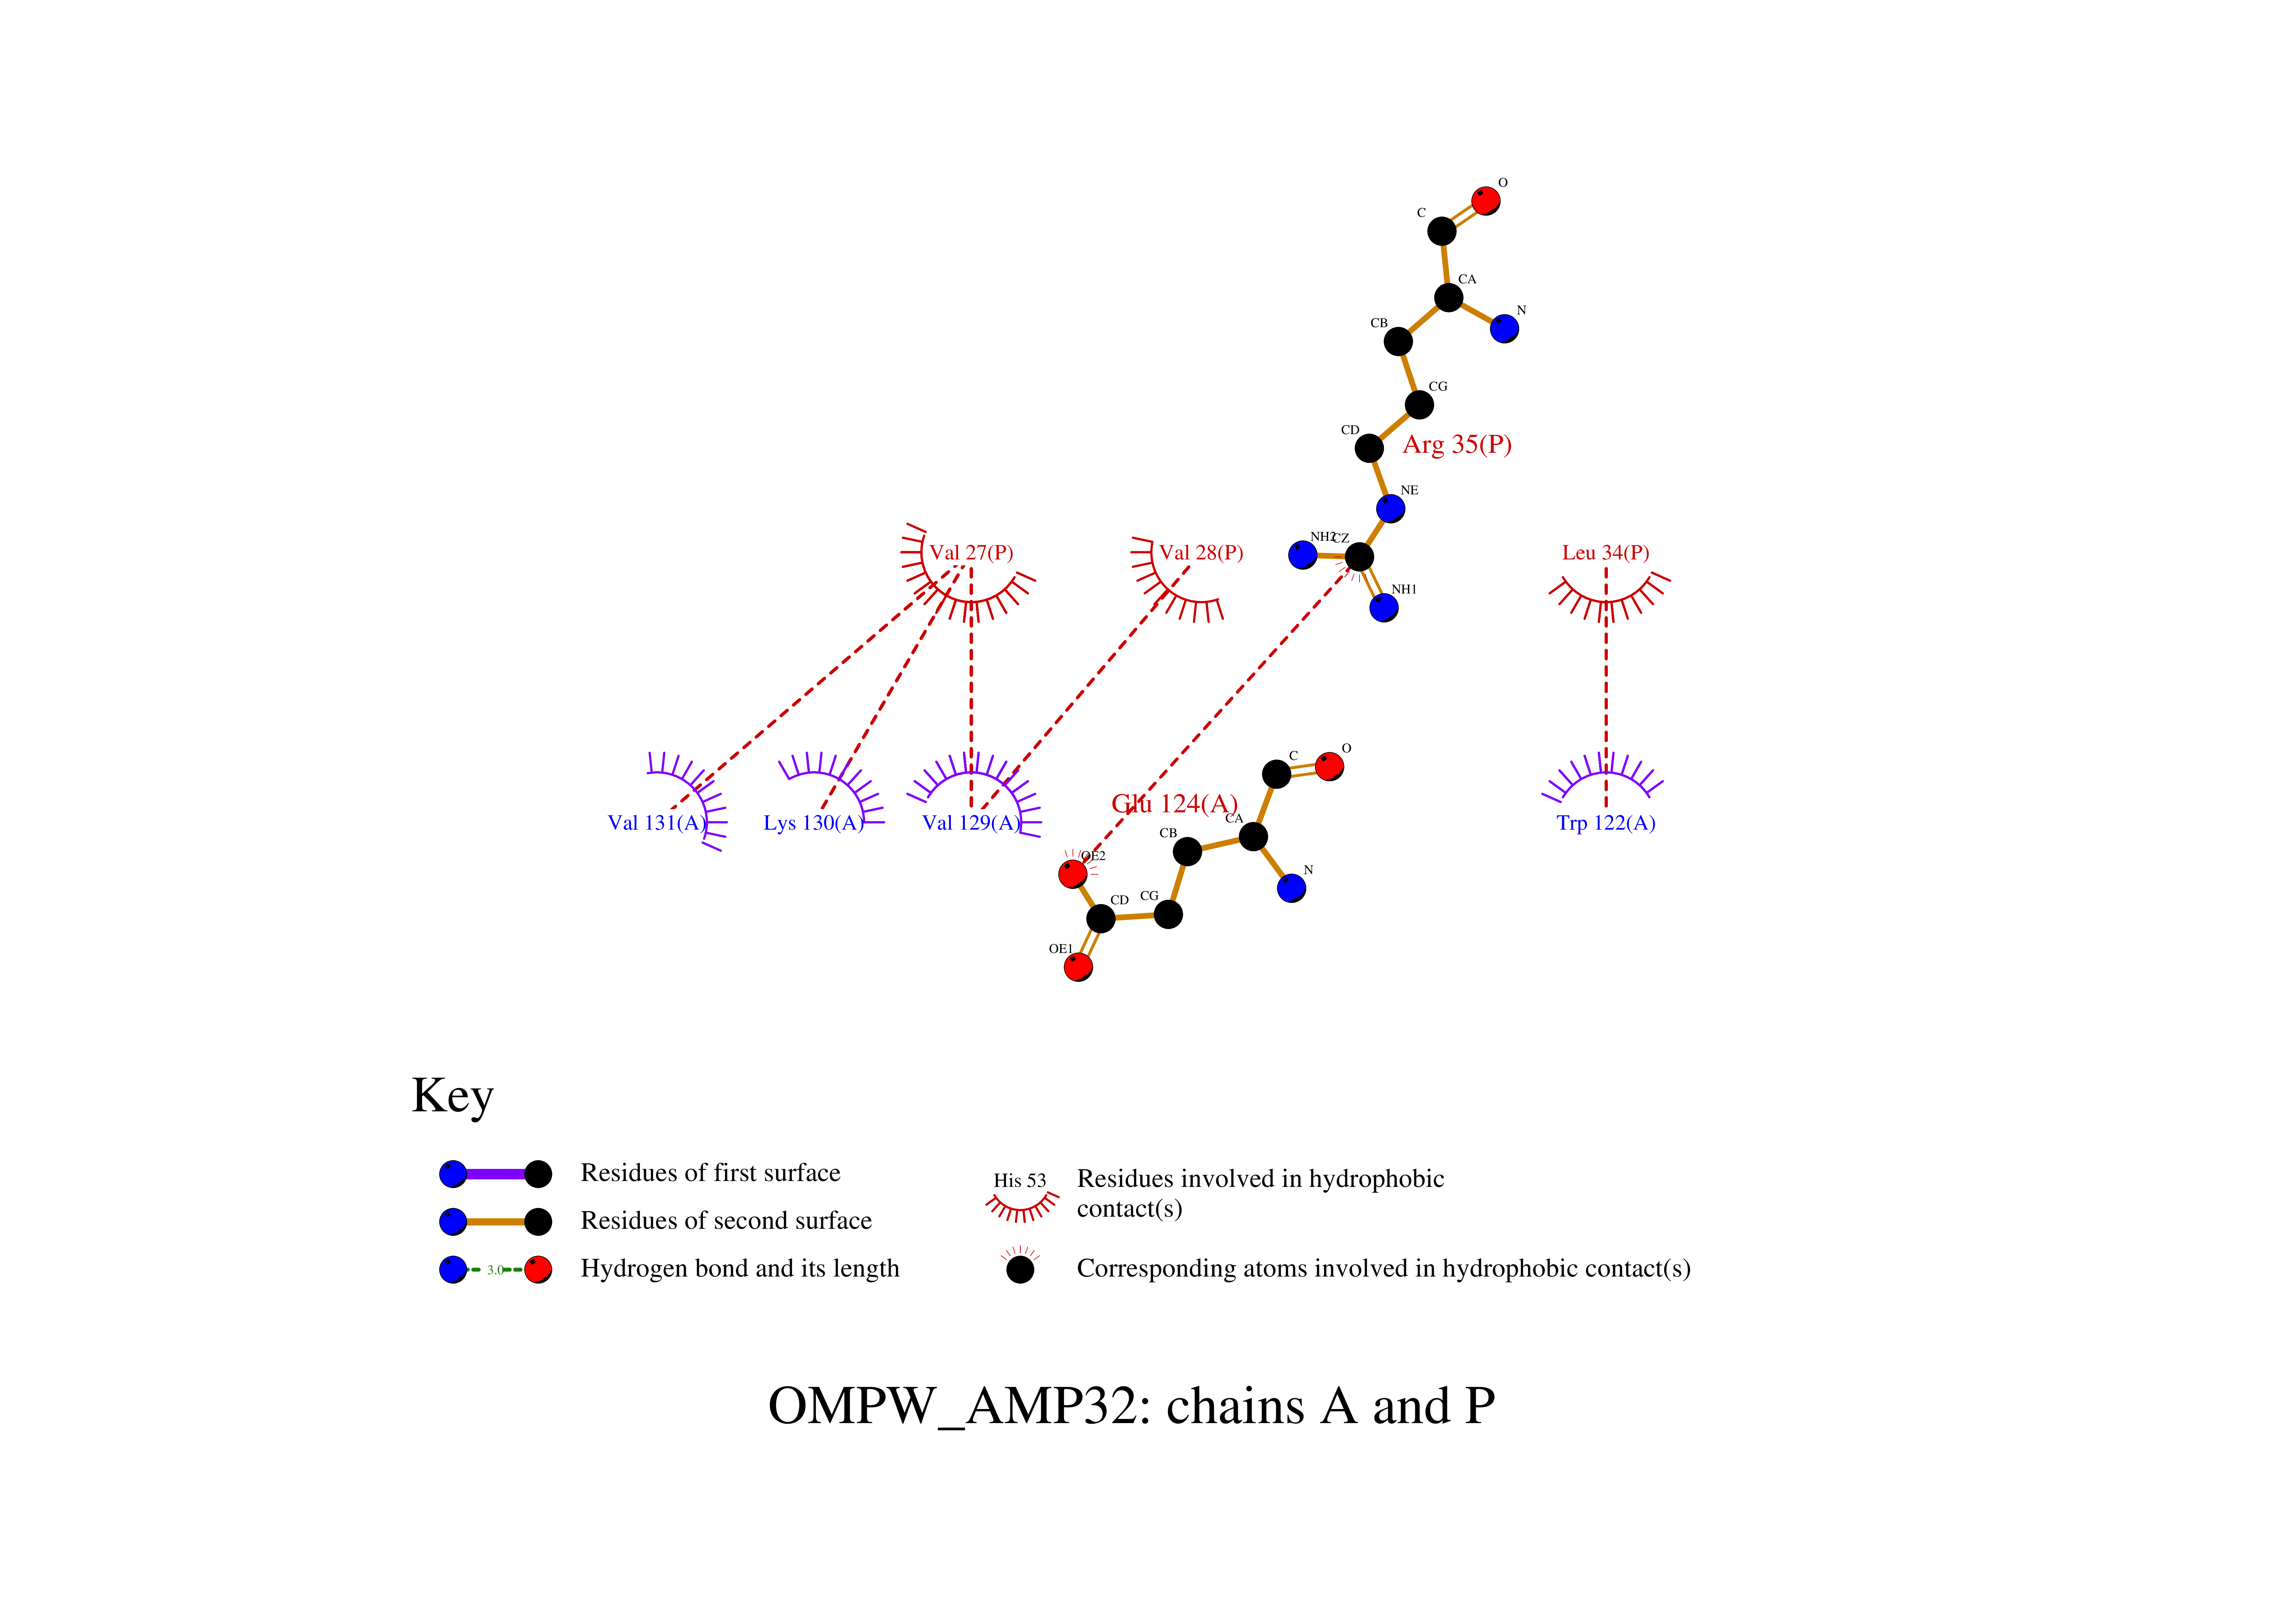 O
C
CA
N
CB
CG
CD
Arg 35(P)
NE
NH2
CZ
Val 27(P)
Val 28(P)
Leu 34(P)
NH1
C
O
Glu 124(A)
CA
Val 131(A)
Lys 130(A)
Val 129(A)
Trp 122(A)
CB
OE2
N
CD
CG
OE1
Key
Residues of first surface
Residues of second surface
3.0
Hydrogen bond and its length
His 53
Residues involved in hydrophobic
contact(s)
Corresponding atoms involved in hydrophobic contact(s)
OMPW_AMP32: chains A and P